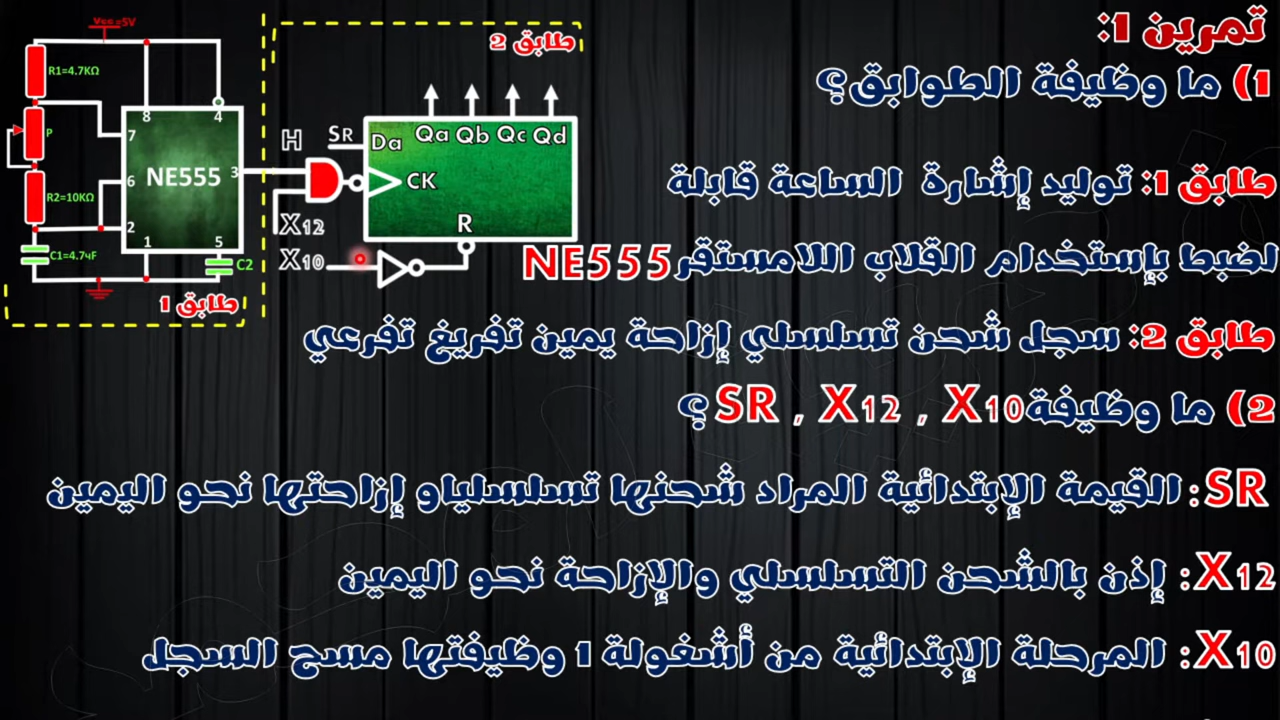 تمرين 1:
1) ما وظيفة الطوابق؟
طابق 1: توليد إشارة الساعة قابلة
لضبط بإستخدام القلاب اللامستقر NE555
طابق 2: سجل شحن تسلسلي إزاحة يمين تفريغ تفرعي
2) ما وظيفة X10 , X12 , SR ؟
SR: القيمة الإبتدائية المراد شحنها تسلسلياو إزاحتها نحو اليمين
X12: إذن بالشحن التسلسلي والإزاحة نحو اليمين
X10: المرحلة الإبتدائية من أشغولة 1 وظيفتها مسح السجل
Vcc=5V
R1=4.7KΩ
P
R2=10KΩ
C1=4.7чF
8
4
7
6
2
NE555
3
1
5
C2
طابق 1
طابق 2
H
SR
Da
Qa Qb Qc Qd
CK
R
X12
X10